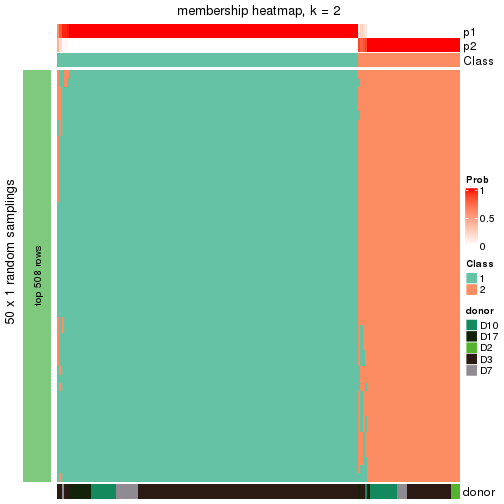 membership heatmap, k = 2
p1
p2
Class
50 x 1 random samplings
top 508 rows
Prob
1
0.5
0
Class
1
2
donor
D10
D17
D2
D3
D7
donor